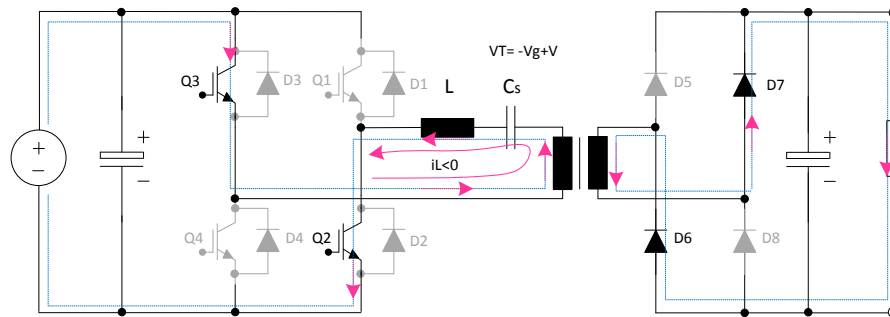 VT= -Vg+V
Q3
D3
Q1
D1
L
Cs
D5
D7
+
+
+
−
−
−
iL<0
Q4
D4
Q2
D2
D6
D8